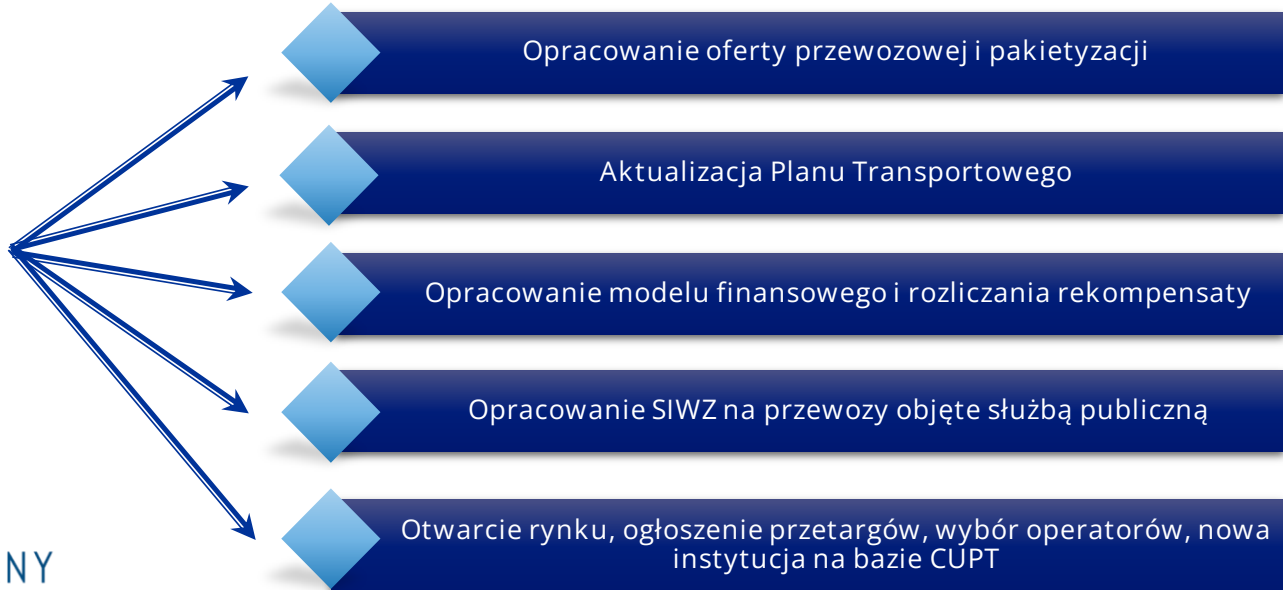 Opracowanie oferty przewozowej i pakietyzacji
Aktualizacja Planu Transportowego
Opracowanie modelu finansowego i rozliczania rekompensaty
Opracowanie SIWZ na przewozy objęte służbą publiczną
Otwarcie rynku, ogłoszenie przetargów, wybór operatorów, nowa
instytucja na bazie CUPT
NY